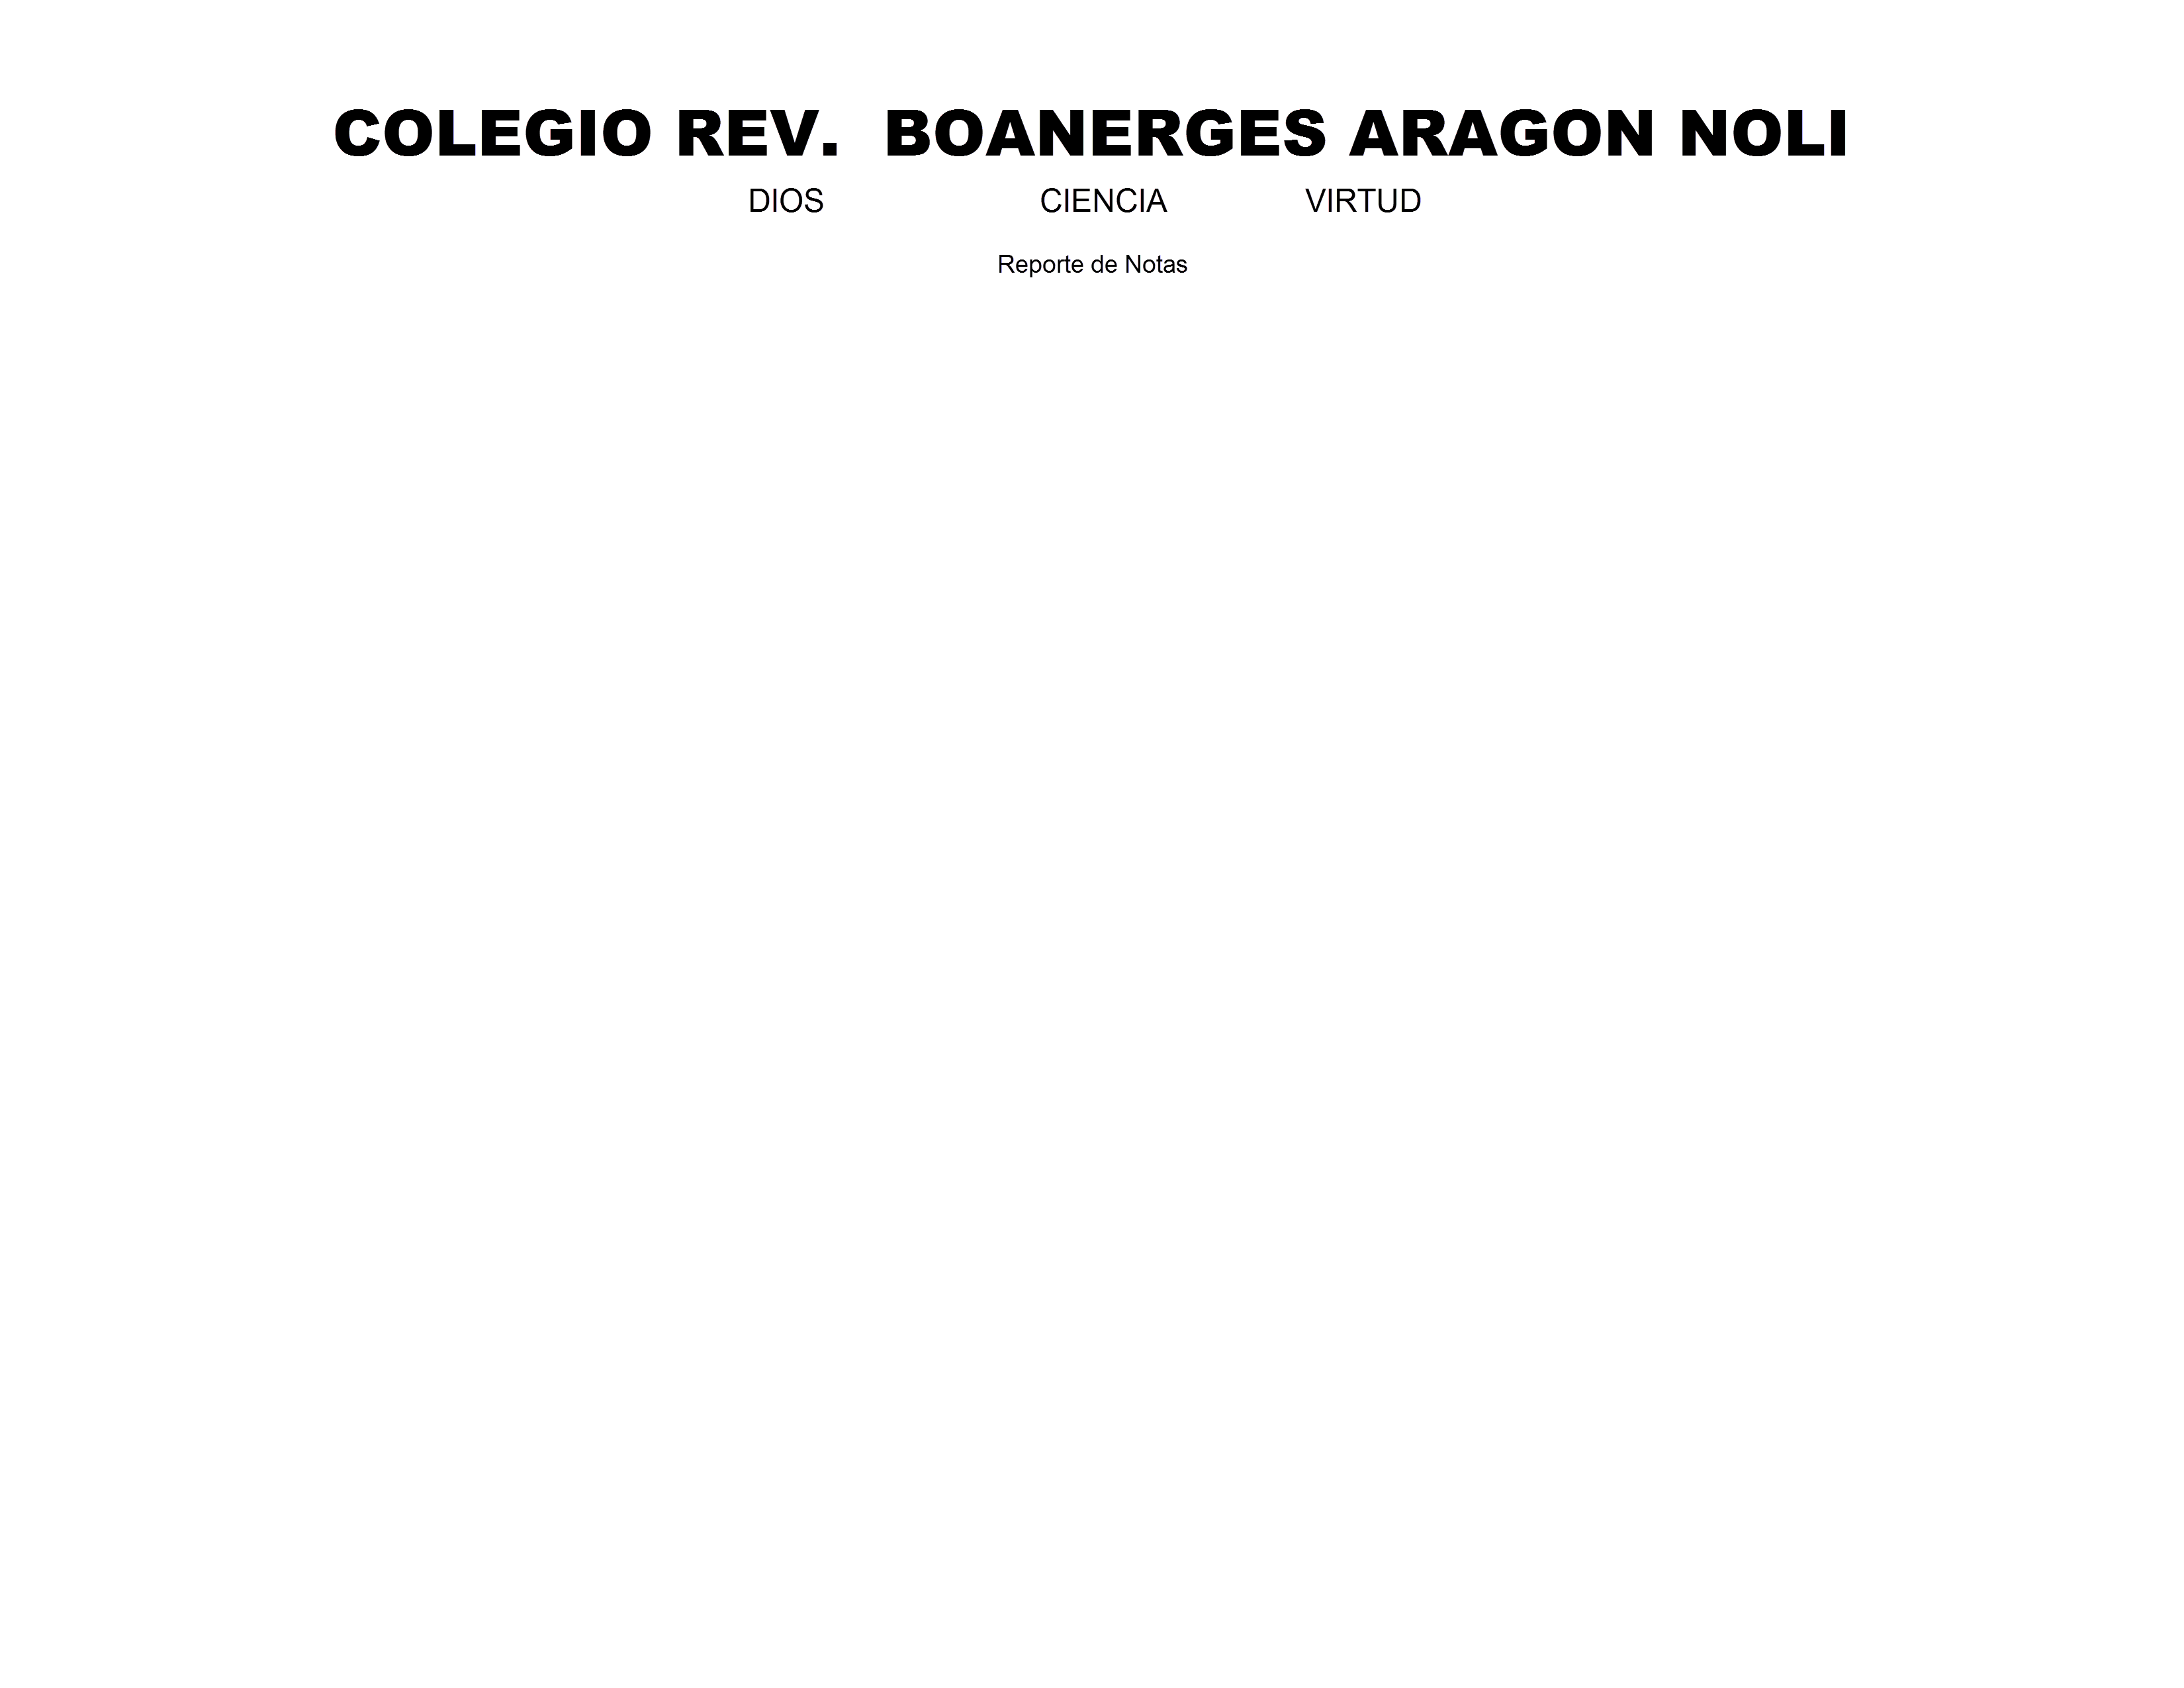 COLEGIO REV.  BOANERGES ARAGON NOLI
DIOS CIENCIA VIRTUD
Reporte de Notas